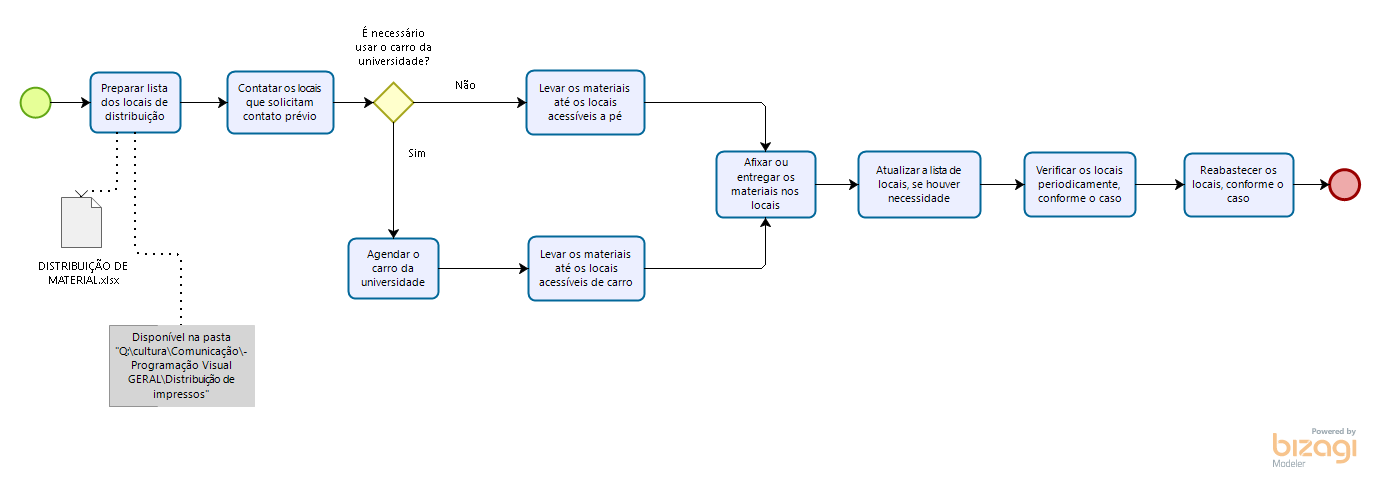 É necessário
usar o carro da
universidade?
Preparar lista
dos locais de
distribuição
Contatar os locais
que solicitam
contato prévio
Não
Levar os materiais
até os locais
acessíveis a pé
Sim
Afixar ou
entregar os
materiais nos
locais
Atualizar a lista de
locais, se houver
necessidade
Verificar os locais
periodicamente,
conforme o caso
Reabastecer os
locais, conforme o
caso
Agendar o
carro da
universidade
Levar os materiais
até os locais
acessíveis de carro
DISTRIBUIÇÃO DE
MATERIAL.xlsx
Disponível na pasta
"Q:\cultura\Comunicação\-
Programação Visual
GERAL\Distribuição de
impressos"
Powered by
bizagi
Modeler